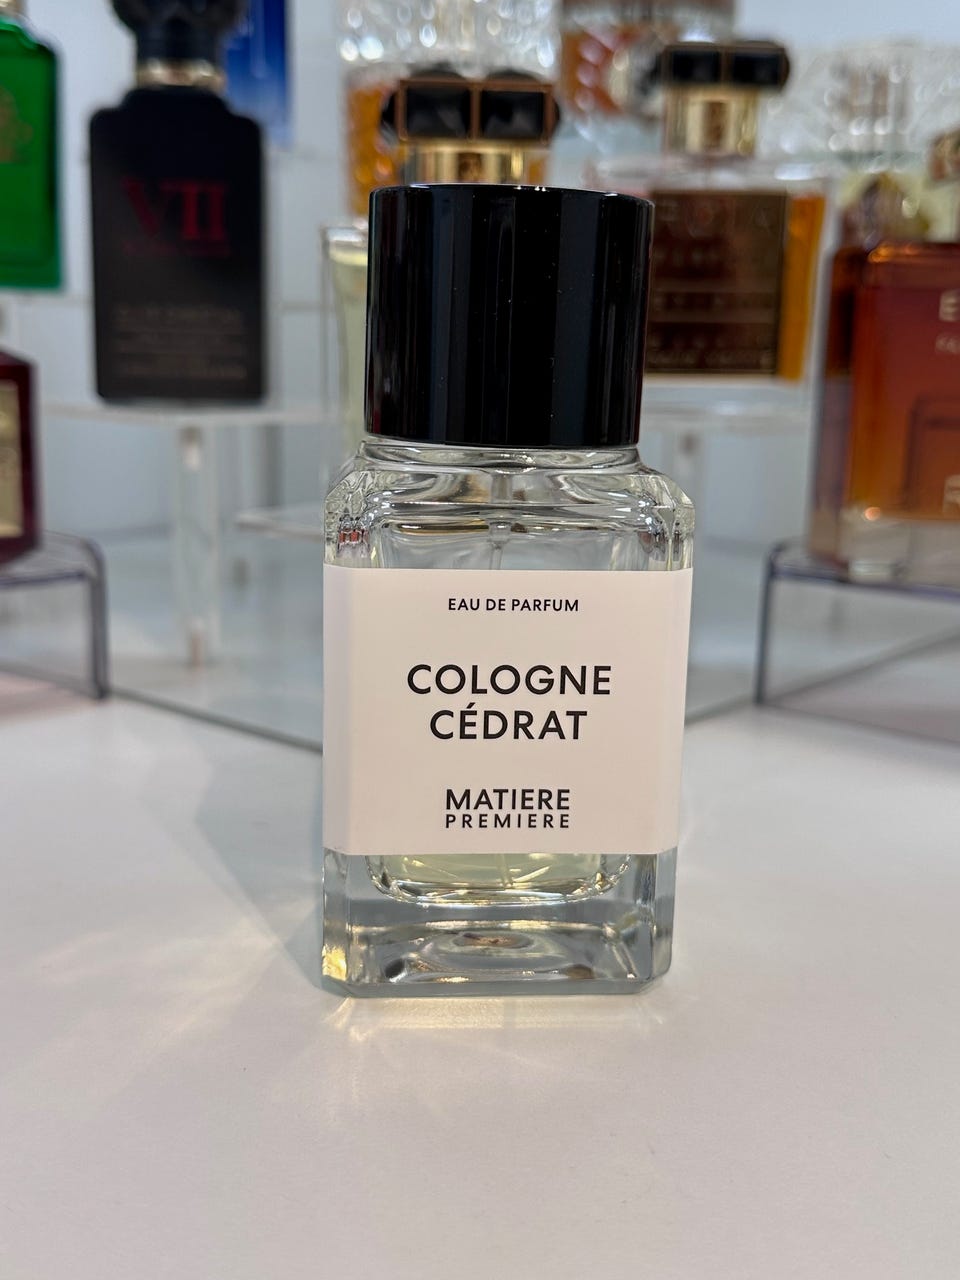 VII
EAU DE PARFUM
COLOGNE
CÉDRAT
MATIERE
PREMIERE